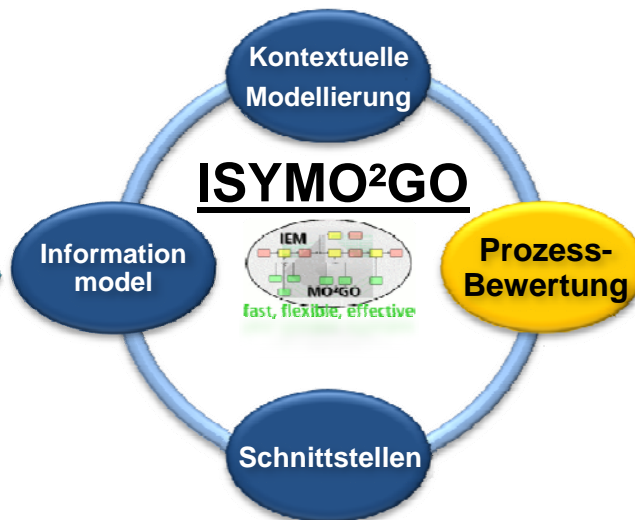 Kontextuelle
Modellierung
ISYMO²GO
IEM
MO²GO
fast, flexible, effective
Information
model
Prozess-
Bewertung
Schnittstellen